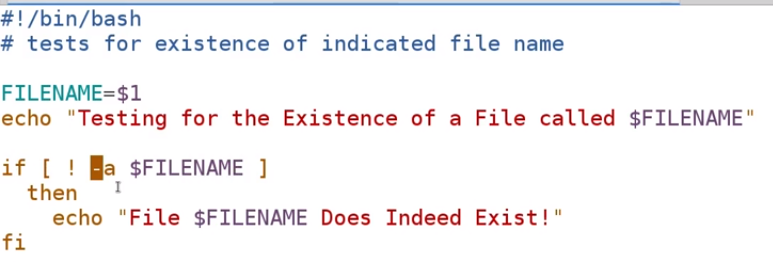 #!/bin/bash
# tests for existence of indicated file name
FILENAME=$1
echo "Testing for the Existence of a File called $FILENAME"
if [ ! -a $FILENAME ]
then
echo "File $FILENAME Does Indeed Exist!"
fi